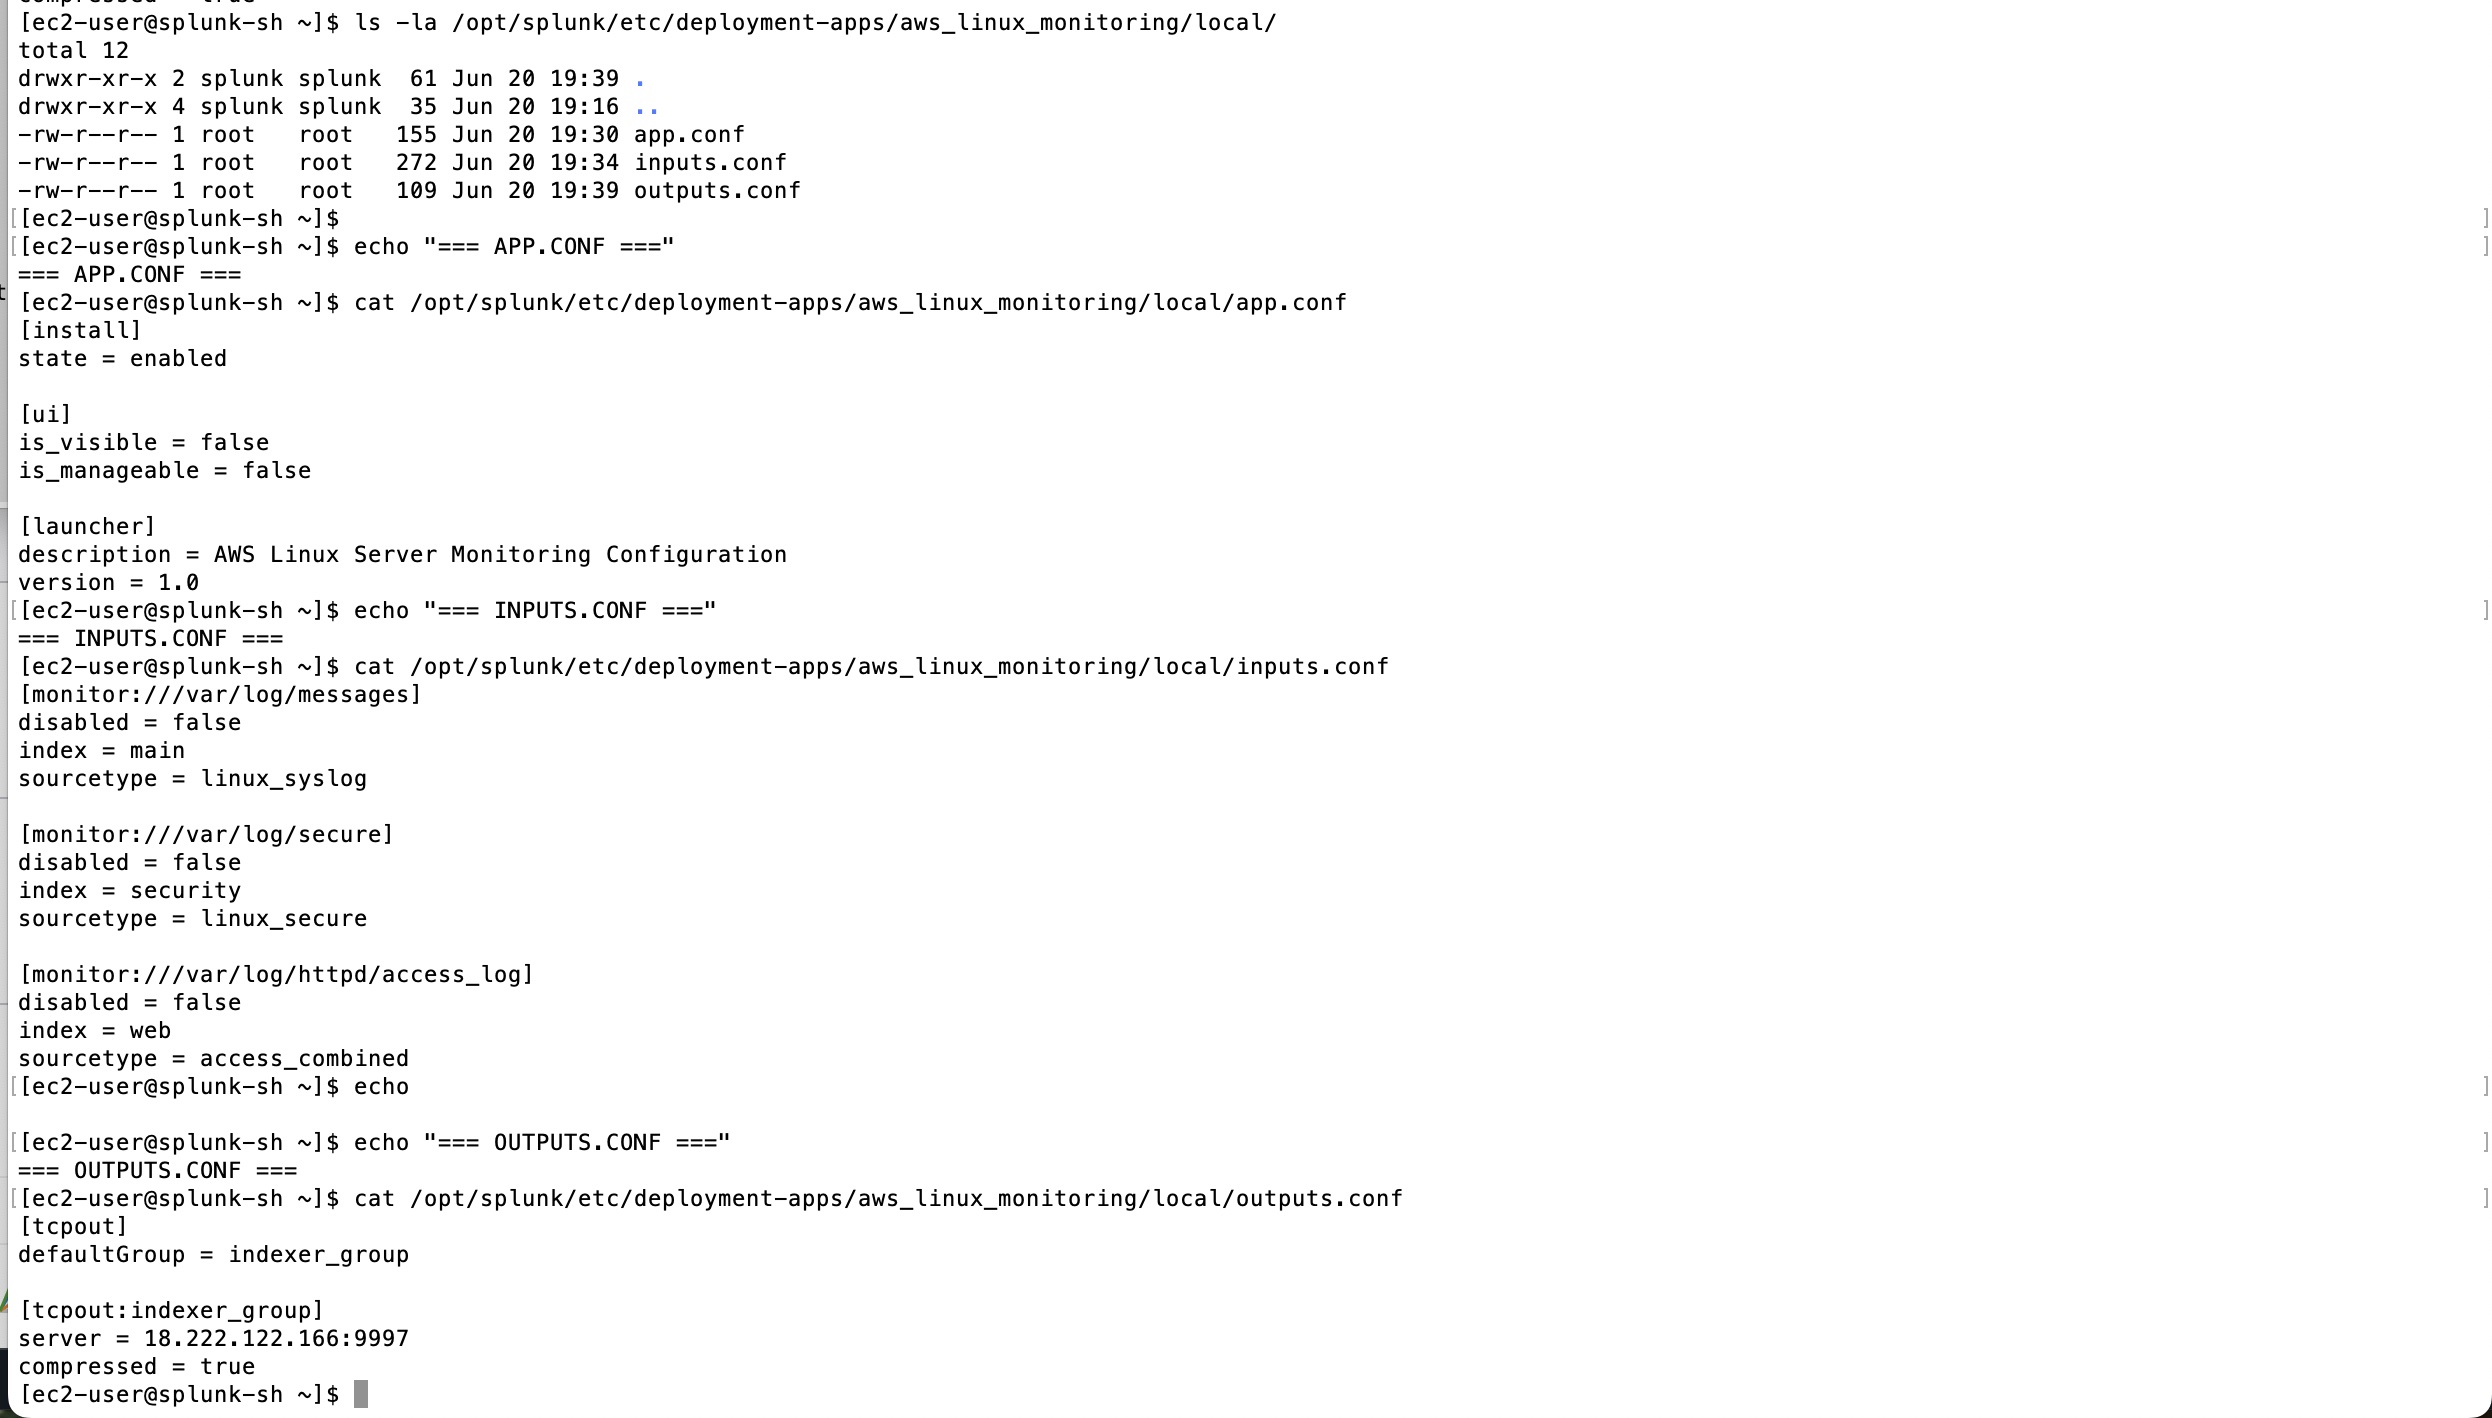 [ec2-user@splunk-sh ~]$ ls -la /opt/splunk/etc/deployment-apps/aws_linux_monitoring/local/
total 12
drwxr-xr-x 2 splunk splunk  61 Jun 20 19:39 .
drwxr-xr-x 4 splunk splunk  35 Jun 20 19:16 ..
-rw-r--r-- 1 root   root   155 Jun 20 19:30 app.conf
-rw-r--r-- 1 root   root   272 Jun 20 19:34 inputs.conf
-rw-r--r-- 1 root   root   109 Jun 20 19:39 outputs.conf
[[ec2-user@splunk-sh ~]$ ]
[[ec2-user@splunk-sh ~]$ echo "=== APP.CONF ===" ]
=== APP.CONF ===
[ec2-user@splunk-sh ~]$ cat /opt/splunk/etc/deployment-apps/aws_linux_monitoring/local/app.conf
[install]
state = enabled

[ui]
is_visible = false
is_manageable = false

[launcher]
description = AWS Linux Server Monitoring Configuration
version = 1.0
[[ec2-user@splunk-sh ~]$ echo "=== INPUTS.CONF ===" ]
=== INPUTS.CONF ===
[ec2-user@splunk-sh ~]$ cat /opt/splunk/etc/deployment-apps/aws_linux_monitoring/local/inputs.conf
[monitor:///var/log/messages]
disabled = false
index = main
sourcetype = linux_syslog

[monitor:///var/log/secure]
disabled = false
index = security
sourcetype = linux_secure

[monitor:///var/log/httpd/access_log]
disabled = false
index = web
sourcetype = access_combined
[[ec2-user@splunk-sh ~]$ echo ]

[[ec2-user@splunk-sh ~]$ echo "=== OUTPUTS.CONF ===" ]
=== OUTPUTS.CONF ===
[[ec2-user@splunk-sh ~]$ cat /opt/splunk/etc/deployment-apps/aws_linux_monitoring/local/outputs.conf ]
[tcpout]
defaultGroup = indexer_group

[tcpout:indexer_group]
server = 18.222.122.166:9997
compressed = true
[ec2-user@splunk-sh ~]$